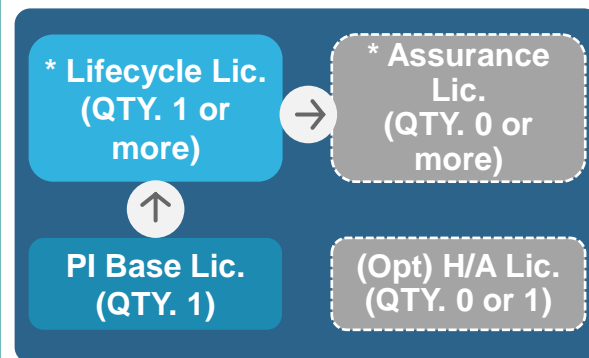 * Lifecycle Lic.
(QTY. 1 or
more)
* Assurance
Lic.
(QTY. 0 or
more)
PI Base Lic.
(QTY. 1)
(Opt) H/A Lic.
(QTY. 0 or 1)